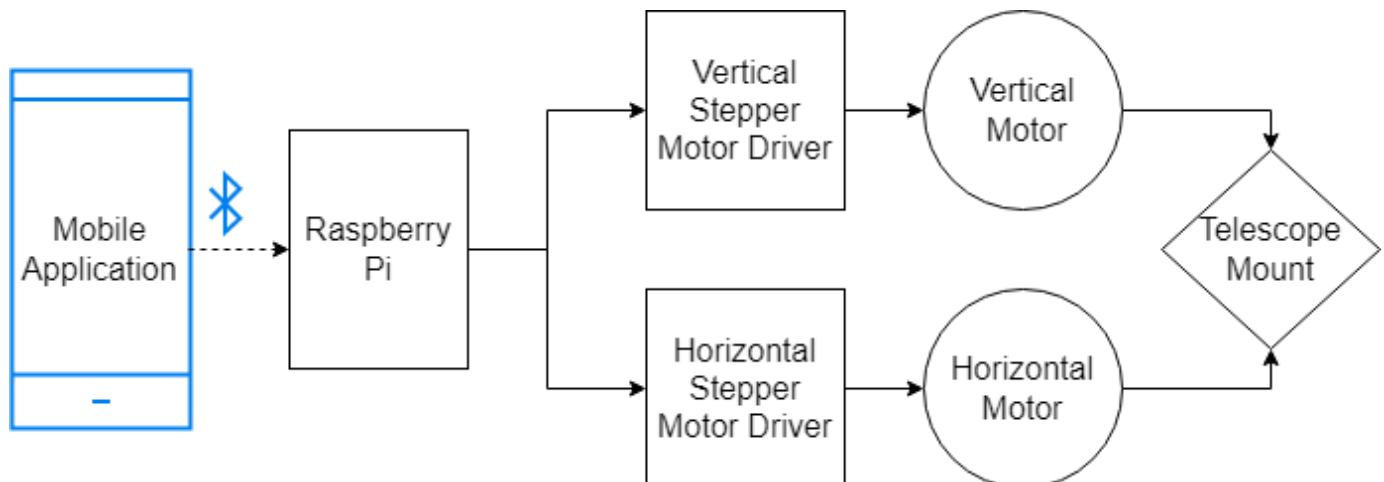 Mobile
Application
Raspberry
Pi
Vertical
Stepper
Motor Driver
Vertical
Motor
Horizontal
Stepper
Motor Driver
Horizontal
Motor
Telescope
Mount